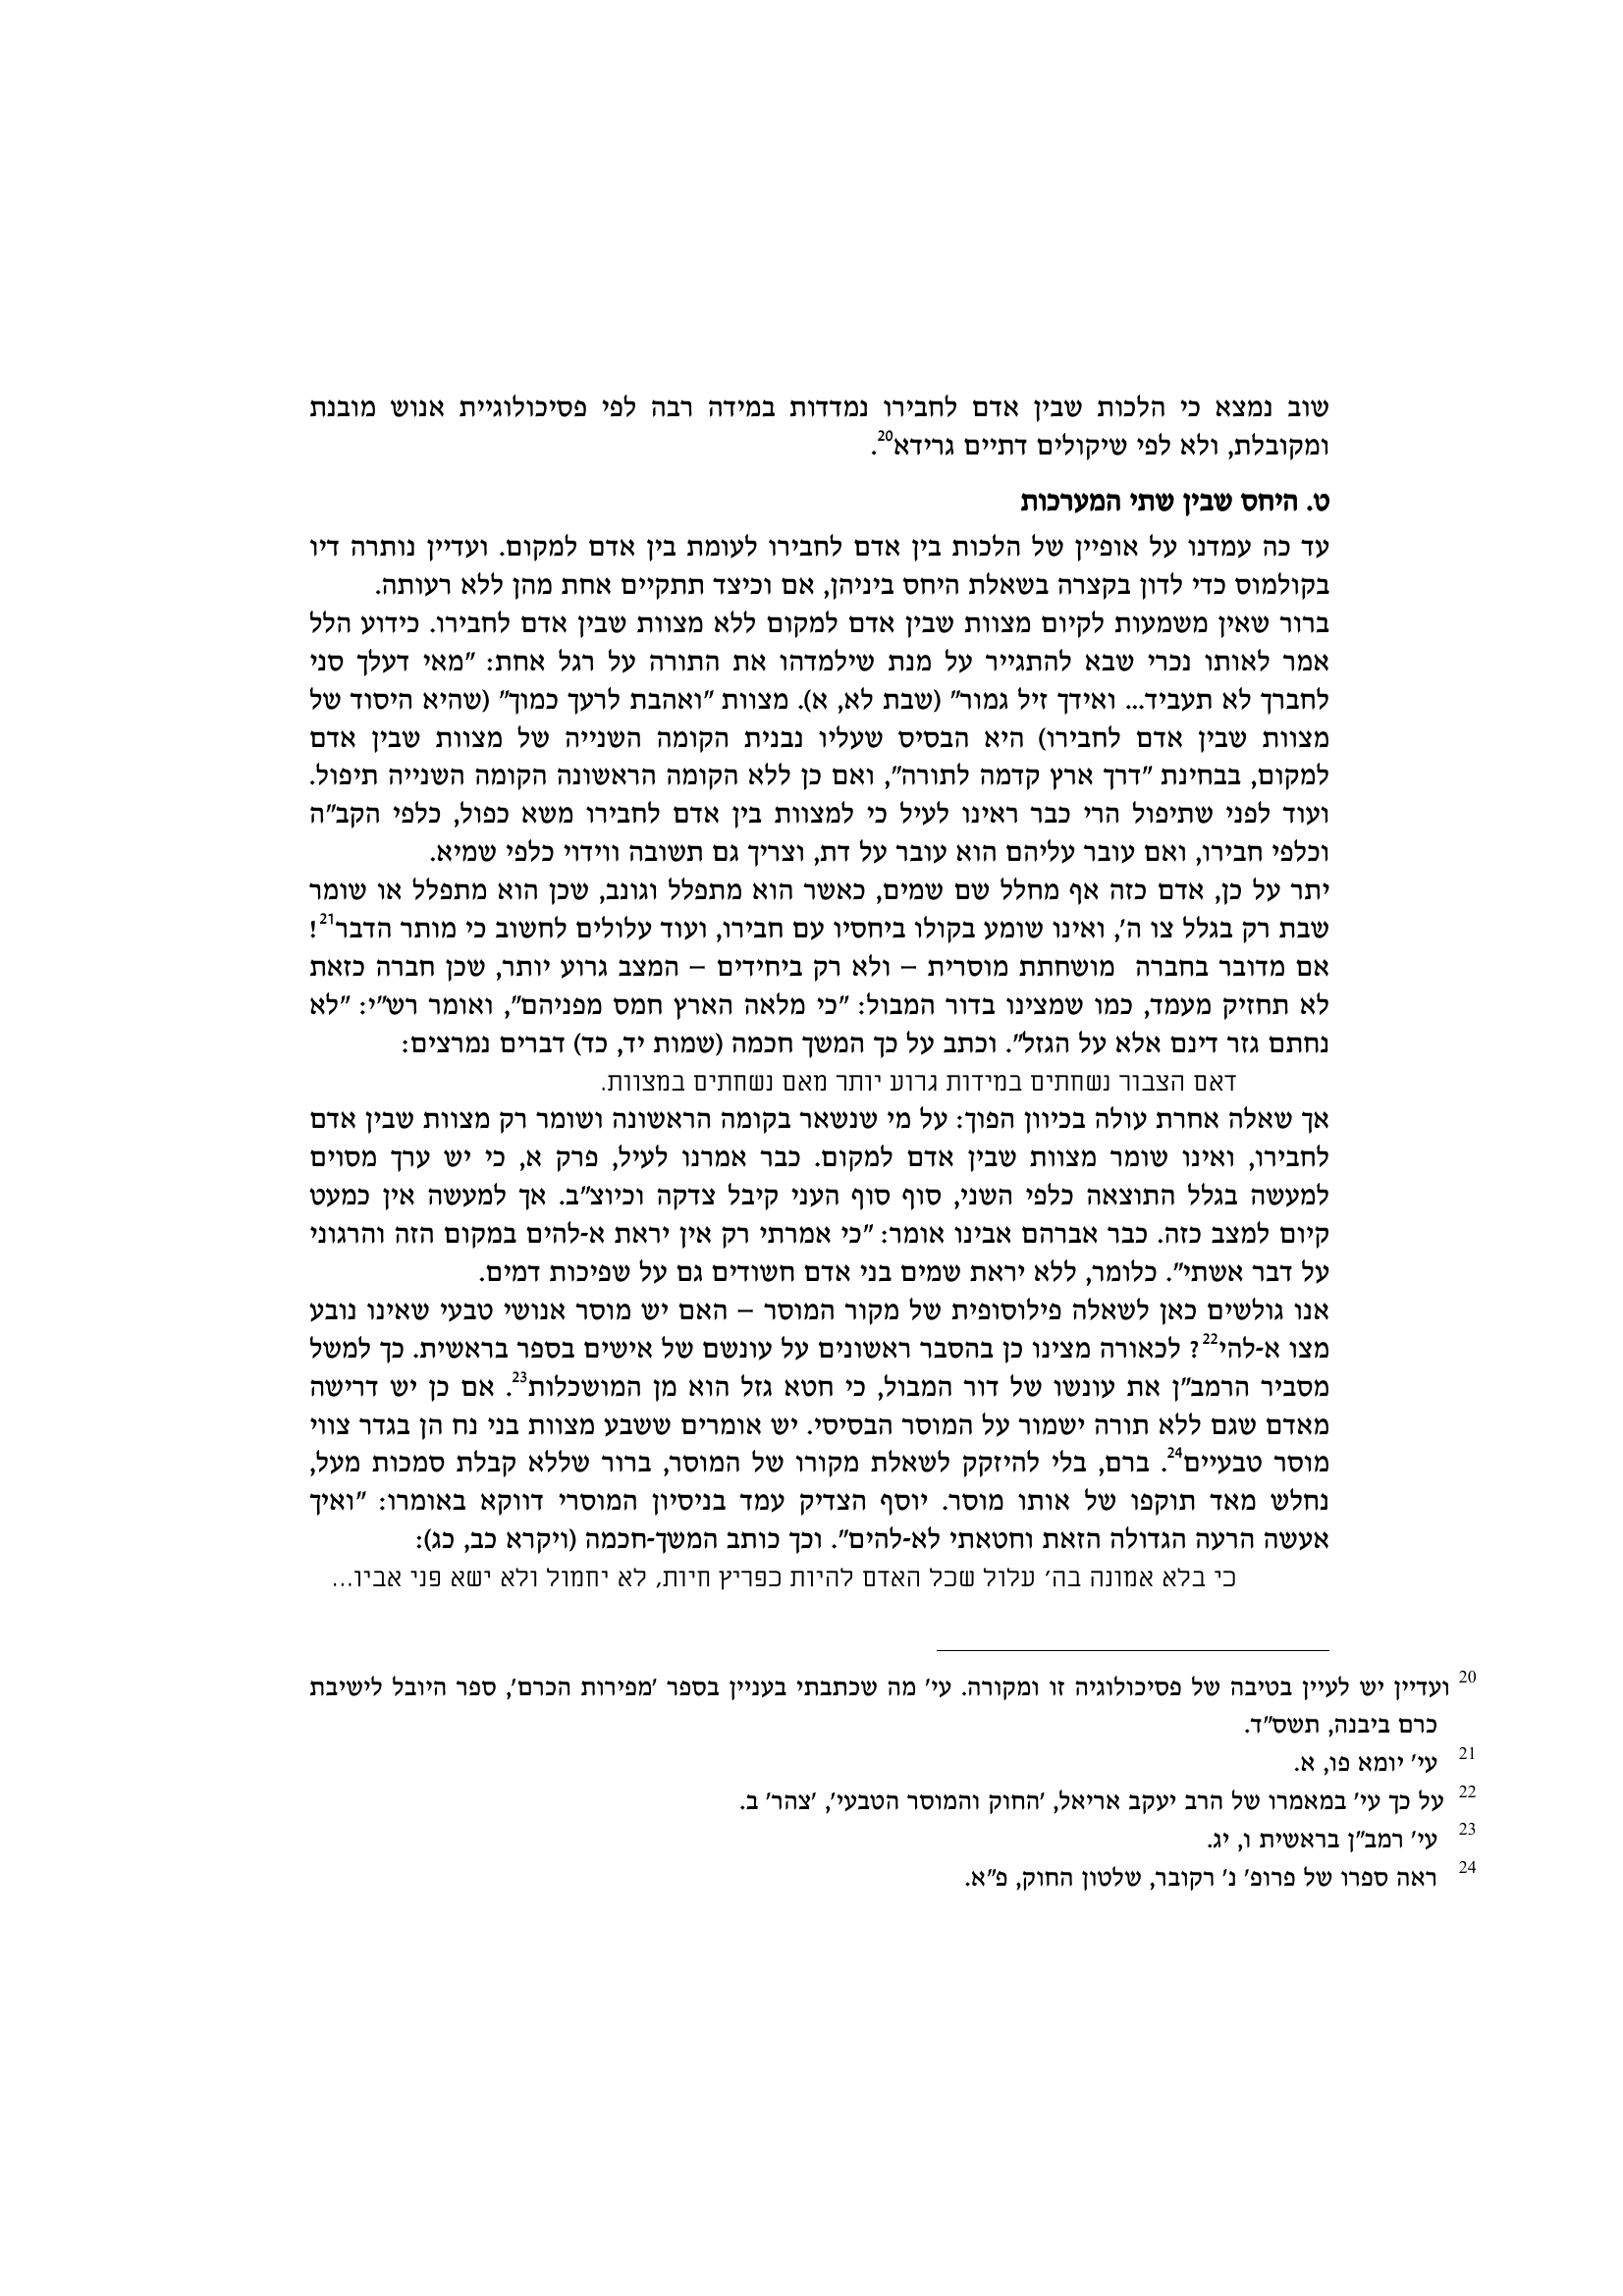 שוב נמצא כי הלכות שבין אדם לחבירו נמדדות במידה רבה לפי פסיכולוגיית אנוש מובנת
ומקובלת, ולא לפי שיקולים דתיים גרידא20.
ט. היחס שבין שתי המערכות
עד כה עמדנו על אופיין של הלכות בין אדם לחבירו לעומת בין אדם למקום. ועדיין נותרה דיו
בקולמוס כדי לדון בקצרה בשאלת היחס ביניהן, אם וכיצד תתקיים אחת מהן ללא רעותה.
ברור שאין משמעות לקיום מצוות שבין אדם למקום ללא מצוות שבין אדם לחבירו. כידוע הלל
אמר לאותו נכרי שבא להתגייר על מנת שילמדהו את התורה על רגל אחת: "מאי דעלך סני
לחברך לא תעביד... ואידך זיל גמור" (שבת לא, א). מצוות "ואהבת לרעך כמוך" (שהיא היסוד של
מצוות שבין אדם לחבירו) היא הבסיס שעליו נבנית הקומה השנייה של מצוות שבין אדם
למקום, בבחינת "דרך ארץ קדמה לתורה", ואם כן ללא הקומה הראשונה הקומה השנייה תיפול.
ועוד לפני שתיפול הרי כבר ראינו לעיל כי למצוות בין אדם לחבירו משא כפול, כלפי הקב"ה
וכלפי חבירו, ואם עובר עליהם הוא עובר על דת, וצריך גם תשובה ווידוי כלפי שמיא.
יתר על כן, אדם כזה אף מחלל שם שמים, כאשר הוא מתפלל וגונב, שכן הוא מתפלל או שומר
שבת רק בגלל צו ה', ואינו שומע בקולו ביחסיו עם חבירו, ועוד עלולים לחשוב כי מותר הדבר21!
אם מדובר בחברה מושחתת מוסרית – ולא רק ביחידים – המצב גרוע יותר, שכן חברה כזאת
לא תחזיק מעמד, כמו שמצינו בדור המבול: "כי מלאה הארץ חמס מפניהם", ואומר רש"י: "לא
נחתם גזר דינם אלא על הגזל". וכתב על כך המשך חכמה (שמות יד, כד) דברים נמרצים:
דאם הצבור נשחתים במידות גרוע יותר מאם נשחתים במצוות.
אך שאלה אחרת עולה בכיוון הפוך: על מי שנשאר בקומה הראשונה ושומר רק מצוות שבין אדם
לחבירו, ואינו שומר מצוות שבין אדם למקום. כבר אמרנו לעיל, פרק א, כי יש ערך מסוים
למעשה בגלל התוצאה כלפי השני, סוף סוף העני קיבל צדקה וכיוצ"ב. אך למעשה אין כמעט
קיום למצב כזה. כבר אברהם אבינו אומר: "כי אמרתי רק אין יראת א-להים במקום הזה והרגוני
על דבר אשתי". כלומר, ללא יראת שמים בני אדם חשודים גם על שפיכות דמים.
אנו גולשים כאן לשאלה פילוסופית של מקור המוסר – האם יש מוסר אנושי טבעי שאינו נובע
מצו א-להי22? לכאורה מצינו כן בהסבר ראשונים על עונשם של אישים בספר בראשית. כך למשל
מסביר הרמב"ן את עונשו של דור המבול, כי חטא גזל הוא מן המושכלות23. אם כן יש דרישה
מאדם שגם ללא תורה ישמור על המוסר הבסיסי. יש אומרים ששבע מצוות בני נח הן בגדר צווי
מוסר טבעיים24. ברם, בלי להיזקק לשאלת מקורו של המוסר, ברור שללא קבלת סמכות מעל,
נחלש מאד תוקפו של אותו מוסר. יוסף הצדיק עמד בניסיון המוסרי דווקא באומרו: "ואיך
אעשה הרעה הגדולה הזאת וחטאתי לא-להים". וכך כותב המשך-חכמה (ויקרא כב, כג):
כי בלא אמונה בה' עלול שכל האדם להיות כפריץ חיות, לא יחמול ולא ישא פני אביו...
20 ועדיין יש לעיין בטיבה של פסיכולוגיה זו ומקורה. עי' מה שכתבתי בעניין בספר 'מפירות הכרם', ספר היובל לישיבת
כרם ביבנה, תשס"ד.
21 עי' יומא פו, א.
22 על כך עי' במאמרו של הרב יעקב אריאל, 'החוק והמוסר הטבעי', 'צהר' ב.
23 עי' רמב"ן בראשית ו, יג.
24 ראה ספרו של פרופ' נ' רקובר, שלטון החוק, פ"א.